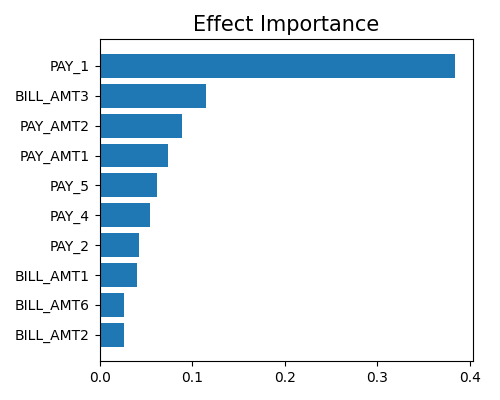 Effect Importance
PAY_1
BILL_AMT3
PAY_AMT2
PAY_AMT1
PAY_5
PAY_4
PAY_2
BILL_AMT1
BILL_AMT6
BILL_AMT2
0.0 0.1 0.2 0.3 0.4